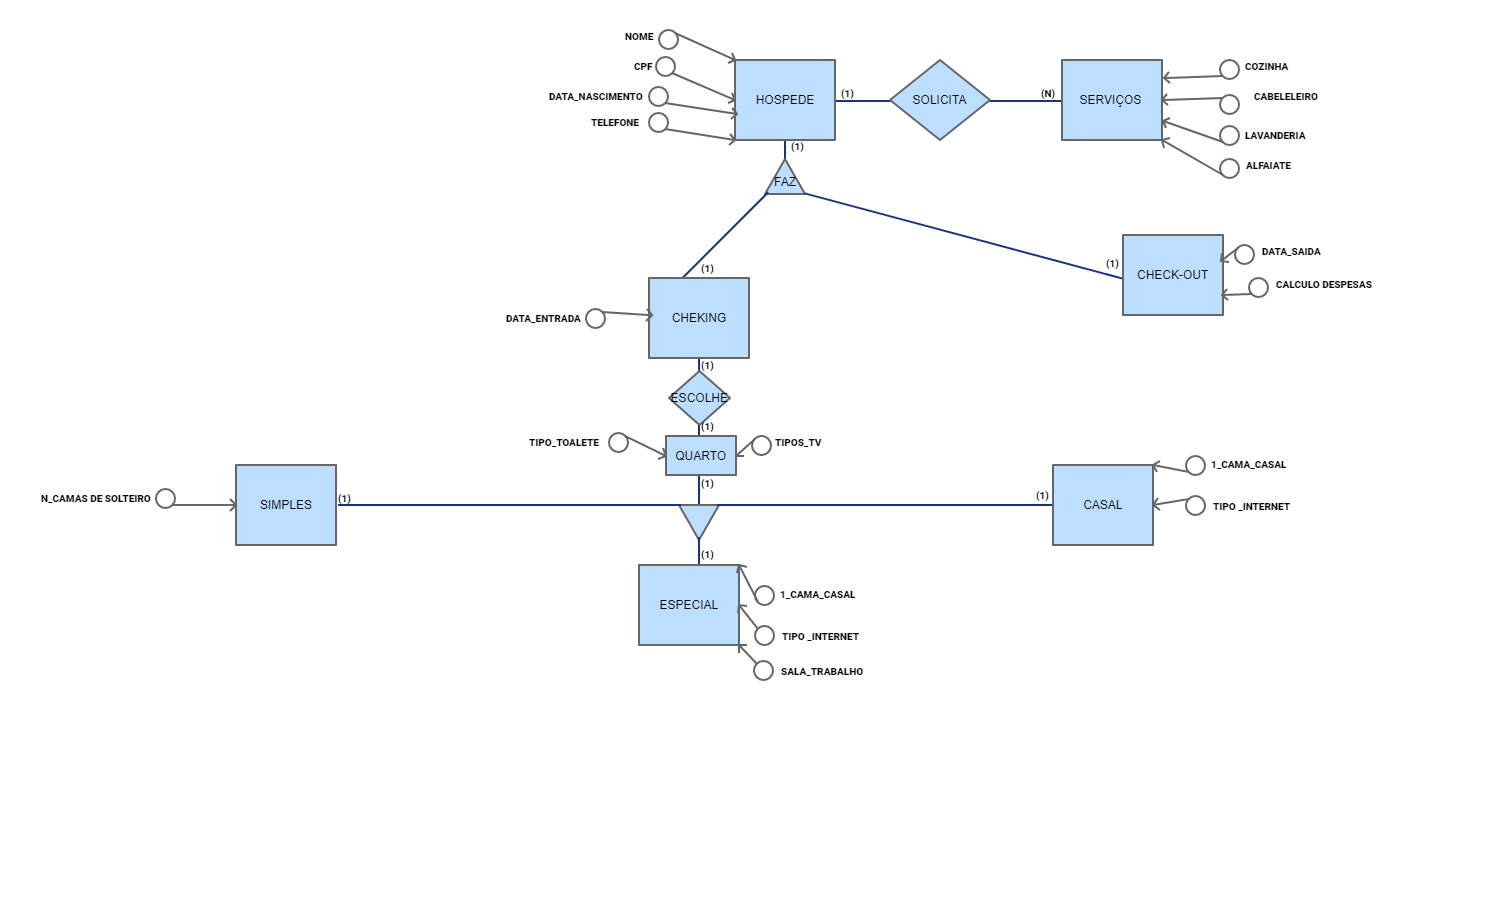 NOME
CPF
DATA_NASCIMENTO
TELEFONE
HOSPEDE
(1)
SOLICITA
(N)
SERVIÇOS
COZINHA
CABELELEIRO
LAVANDERIA
ALFAIATE
(1)
FAZ
(1)
(1)
CHECK-OUT
DATA_SAIDA
CALCULO DESPESAS
DATA_ENTRADA
CHEKING
(1)
ESCOLHE
(1)
TIPO_TOALETE
QUARTO
TIPOS_TV
(1)
N_CAMAS DE SOLTEIRO
SIMPLES
(1)
(1)
CASAL
1_CAMA_CASAL
TIPO _INTERNET
(1)
ESPECIAL
1_CAMA_CASAL
TIPO _INTERNET
SALA_TRABALHO